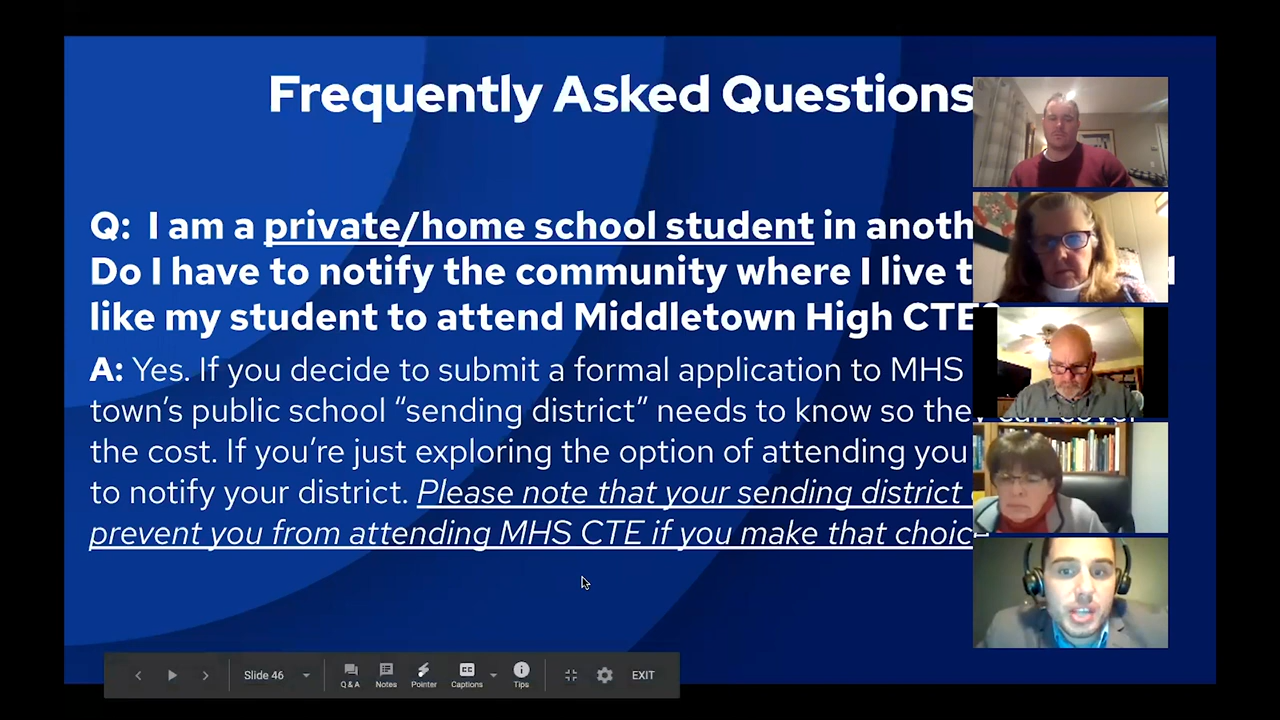 Frequently Asked Questions
Q: I am a private/home school student in
Do I have to notify the community where I live
like my student to attend Middletown High CTE?
A: Yes. If you decide to submit a formal application to MHS
town’s public school “sending district” needs to know so they
the cost. If you’re just exploring the option of attending you
to notify your district. Please note that your sending district
prevent you from attending MHS CTE if you make that choice
Slide 46
Q & A
Notes
Pointer
Captions
Tips
EXIT